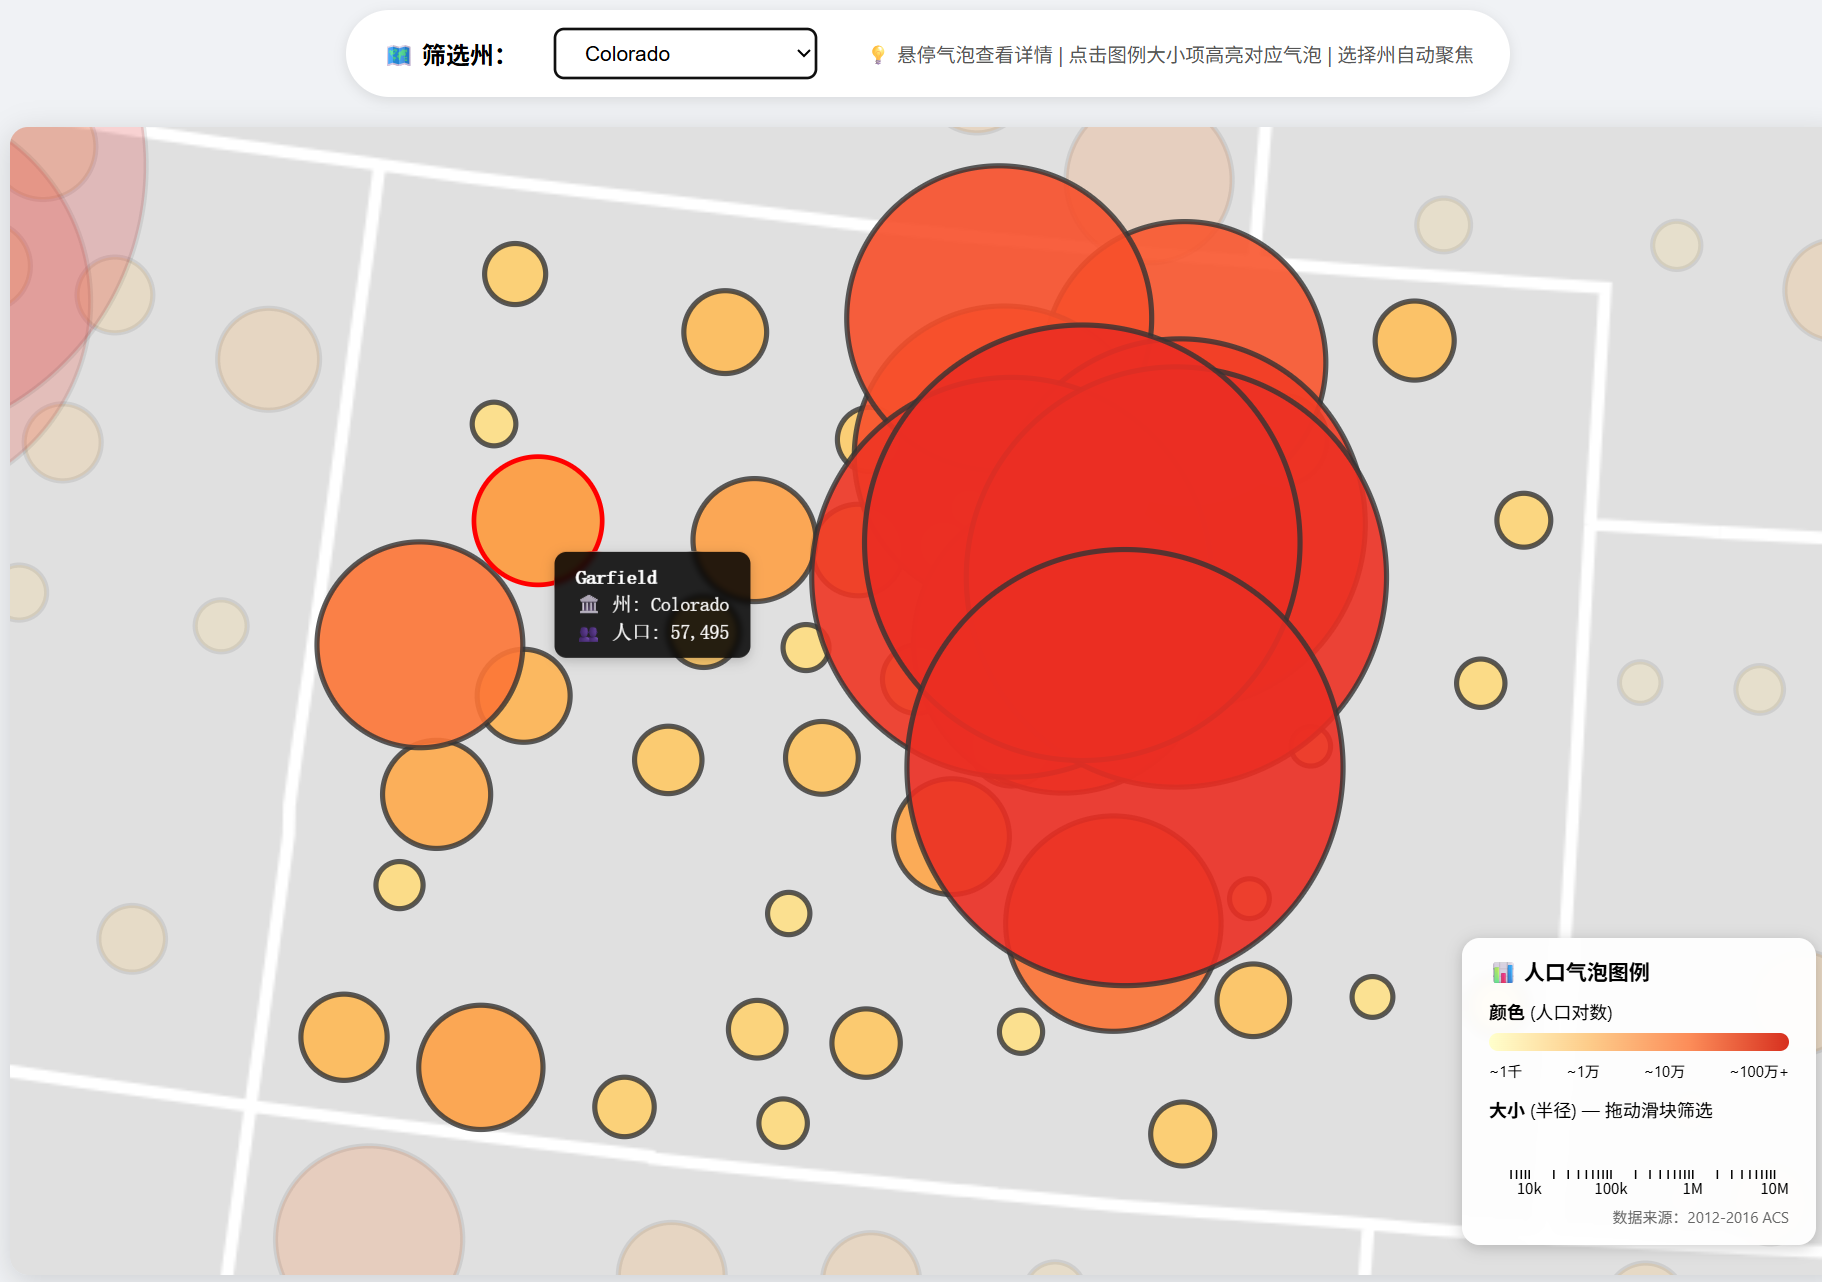 筛选州：
Colorado
悬停气泡查看详情 | 点击图例大小项高亮对应气泡 | 选择州自动聚焦
Garfield
州：Colorado
人口：57,495
人口气泡图例
颜色 (人口对数)
~1千 ~1万 ~10万 ~100万+
大小 (半径) — 拖动滑块筛选
10k 100k 1M 10M
数据来源：2012-2016 ACS